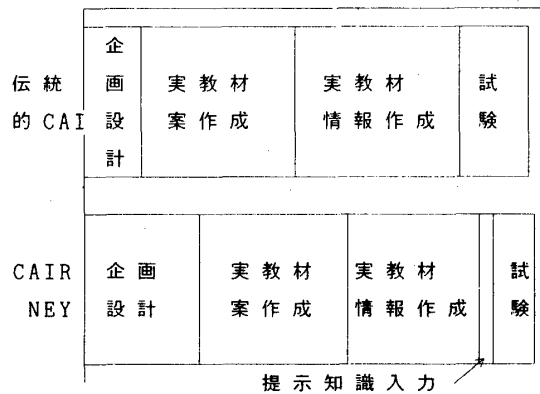 伝統
的CAI
企画設計
実教材
案作成
実教材
情報作成
試験
CAIR
NEY
企画
設計
実教材
案作成
実教材
情報作成
試験
提示知識入力